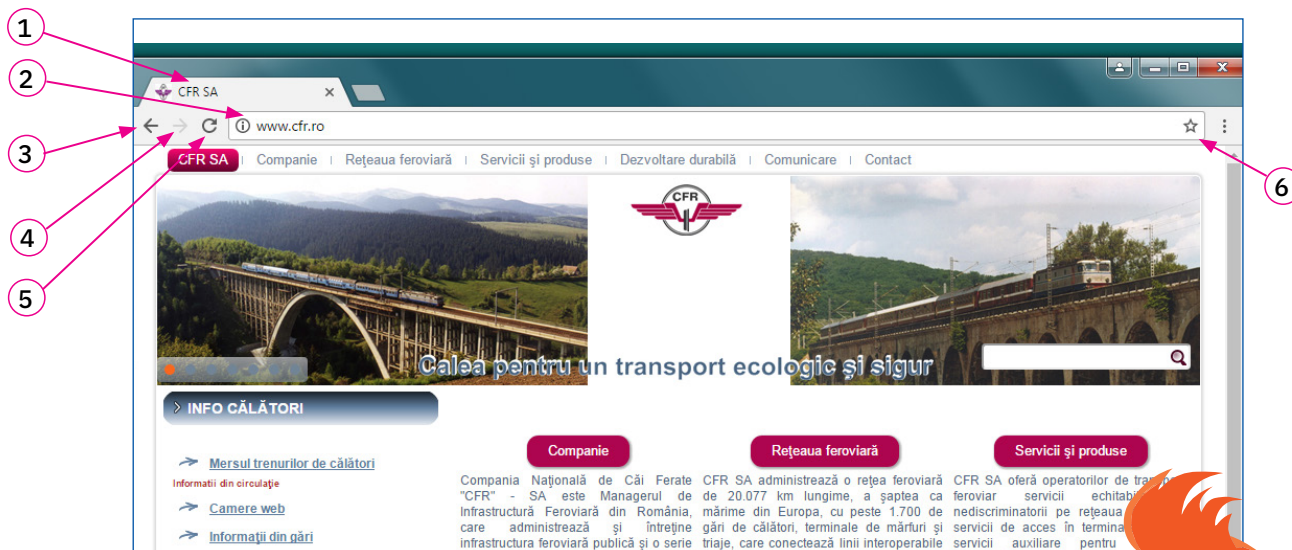 1
2
3
4
5
6
CFR SA
www.cfr.ro
CFR SA Companie Reţeaua feroviară Servicii şi produse Dezvoltare durabilă Comunicare Contact
CFR
Calea pentru un transport ecologic şi sigur
INFO CĂLĂTORI
Mersul trenurilor de călători
Informatii din circulaţie
Camere web
Informaţii din gări
Companie
Compania Naţională de Căi Ferate
"CFR" - SA este Managerul de
Infrastructură Feroviară din România,
care administrează şi întreţine
infrastructura feroviară publică şi o serie
Reţeaua feroviară
CFR SA administrează o reţea feroviară
de 20.077 km lungime, a şaptea ca
mărime din Europa, cu peste 1.700 de
gări de călători, terminale de mărfuri şi
triaje, care conectează linii interoperabile
Servicii şi produse
CFR SA oferă operatorilor de
feroviar servicii
nediscriminatorii pe reţeaua
servicii de acces în
servicii auxiliare pentru